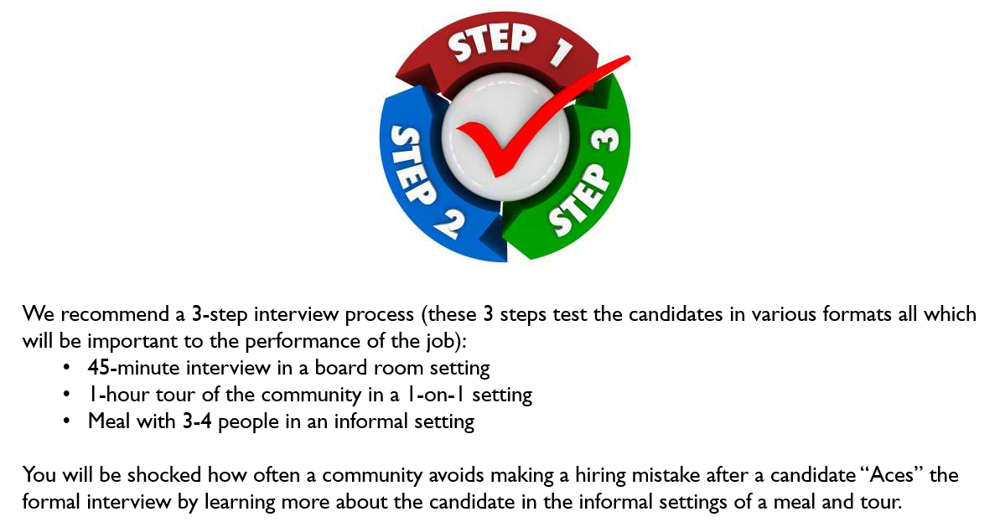 STEP 1
STEP 2
STEP 3
We recommend a 3-step interview process (these 3 steps test the candidates in various formats all which
will be important to the performance of the job):
• 45-minute interview in a board room setting
• 1-hour tour of the community in a 1-on-1 setting
• Meal with 3-4 people in an informal setting
You will be shocked how often a community avoids making a hiring mistake after a candidate “Aces” the
formal interview by learning more about the candidate in the informal settings of a meal and tour.